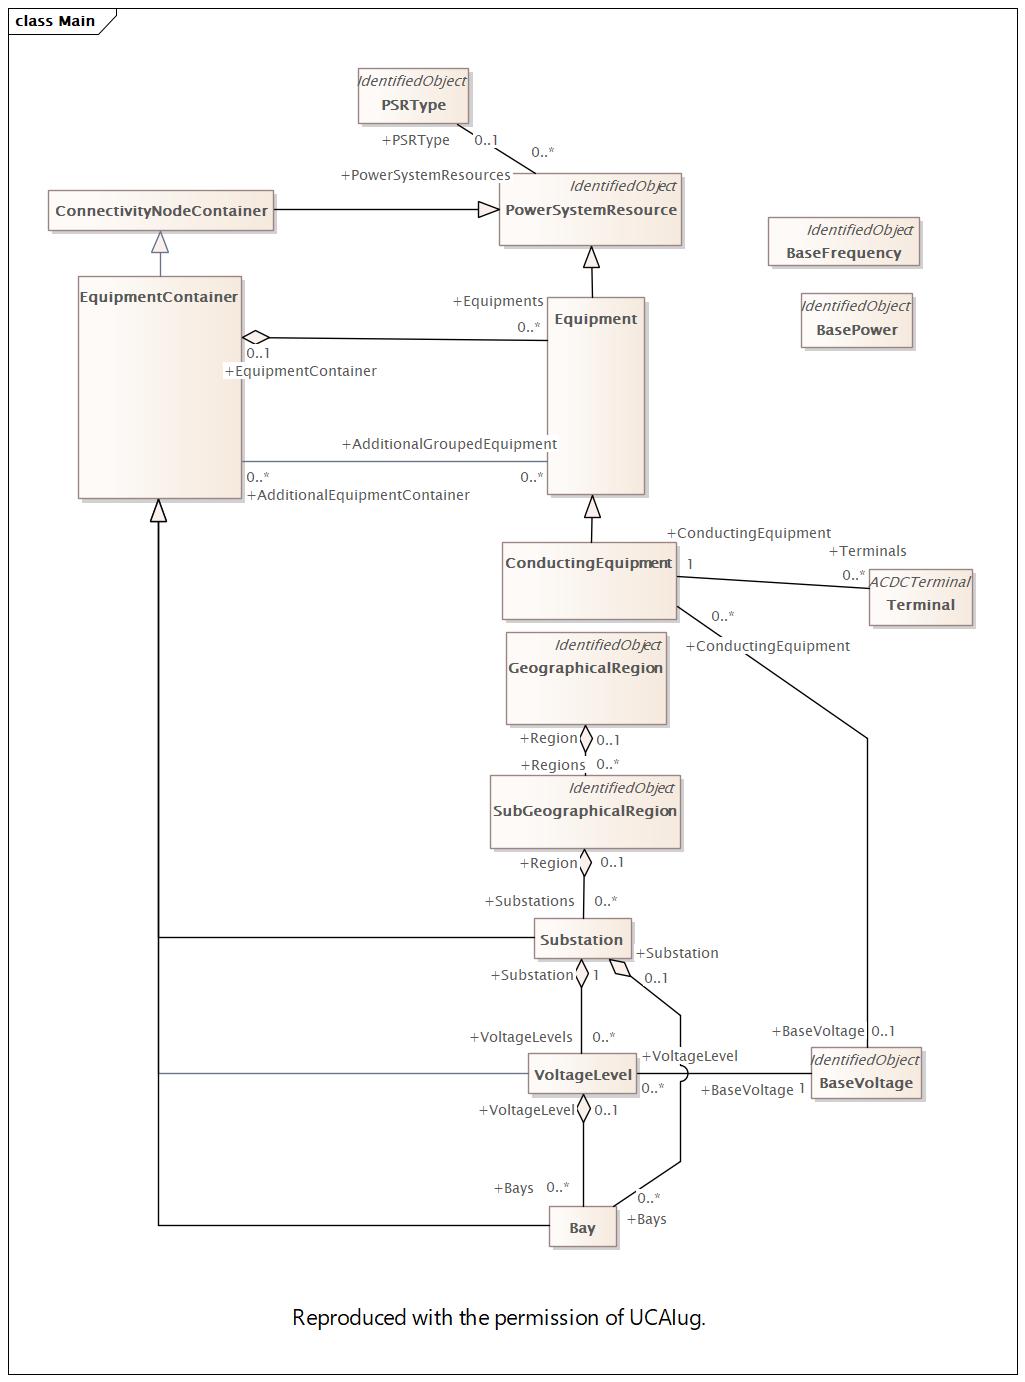 class Main
IdentifiedObject
PSRType
+PSRType
0..1
0..*
+PowerSystemResources
IdentifiedObject
PowerSystemResource
ConnectivityNodeContainer
IdentifiedObject
BaseFrequency
EquipmentContainer
IdentifiedObject
BasePower
+Equipments
0..*
Equipment
0..1
+EquipmentContainer
+AdditionalGroupedEquipment
0..*
0..*
+AdditionalEquipmentContainer
+ConductingEquipment
+Terminals
ConductingEquipment
1
0..*
ACDCTerminal
Terminal
0..*
+ConductingEquipment
IdentifiedObject
GeographicalRegion
+Region
0..1
+Regions
0..*
IdentifiedObject
SubGeographicalRegion
+Region
0..1
+Substations
0..*
Substation
+Substation
+Substation
1
0..1
+BaseVoltage
0..1
+VoltageLevels
0..*
+VoltageLevel
IdentifiedObject
BaseVoltage
VoltageLevel
0..*
+BaseVoltage
1
+VoltageLevel
0..1
+Bays
0..*
0..*
+Bays
Bay
Reproduced with the permission of UCAIug.